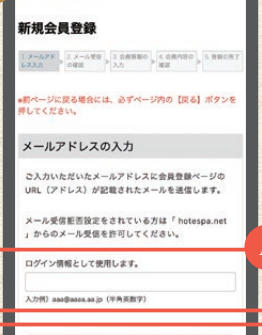 新規会員登録
1. メールアド
レス入力
2. メール受信
の確認
3. 会員情報の
入力
4. 会員内容の
確認
5. 登録の完了
※前ページに戻る場合には、必ずページ内の【戻る】ボタンを
押してください。
メールアドレスの入力
ご入力いただいたメールアドレスに会員登録ページの
URL（アドレス）が記載されたメールを送信します。
メール受信拒否設定をされている方は「 hotespa.net
」からのメール受信を許可してください。
ログイン情報として使用します。
入力例）aaa@aaaa.aa.jp（半角英数字）